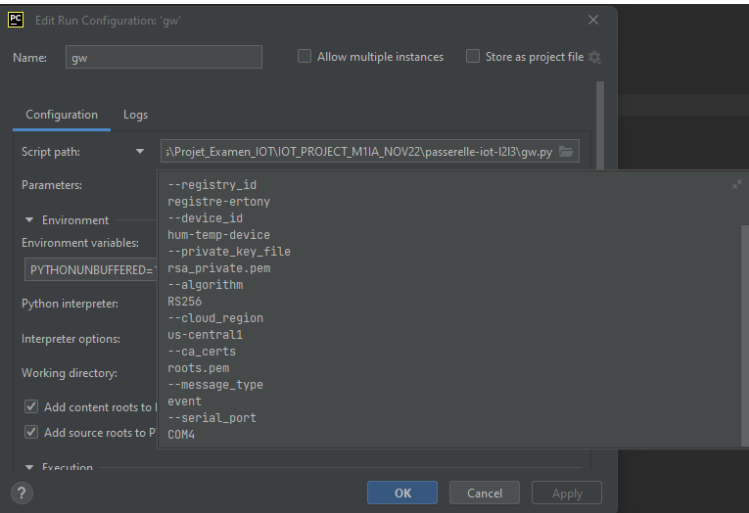 PC Edit Run Configuration: 'gw'
Name: gw Allow multiple instances Store as project file
Configuration Logs
Script path: \Projet_Examen_IOT\IOT_PROJECT_M1IA_NOV22\passerelle-iot-l2l3\gw.py
Parameters:
--registry_id
registre-ertony
--device_id
hum-temp-device
--private_key_file
rsa_private.pem
--algorithm
RS256
--cloud_region
us-central1
--ca_certs
roots.pem
--message_type
event
--serial_port
COM4
Environment
Environment variables:
PYTHONUNBUFFERED=
Python interpreter:
Interpreter options:
Working directory:
Add content roots to
Add source roots to P
Execution
? OK Cancel Apply